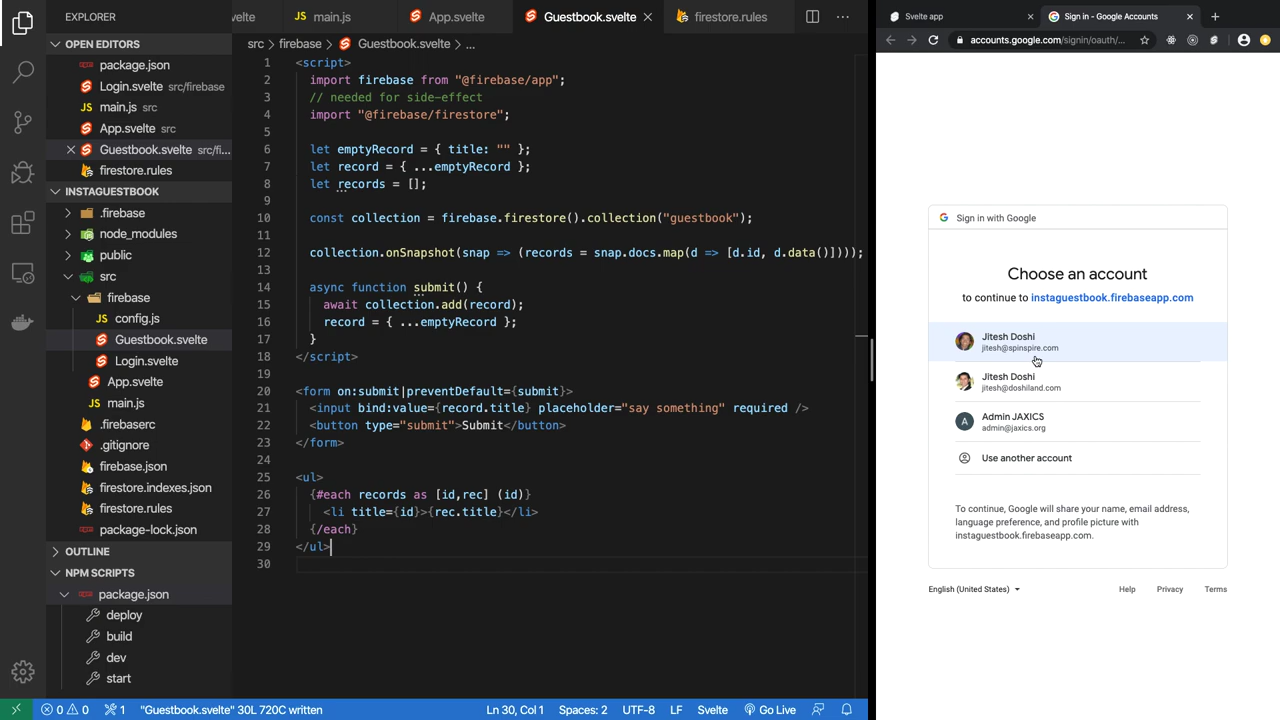 EXPLORER
OPEN EDITORS
package.json
Login.svelte src/firebase
main.js src
App.svelte src
Guestbook.svelte src/fi...
firestore.rules
INSTAGUESTBOOK
.firebase
node_modules
public
src
firebase
config.js
Guestbook.svelte
Login.svelte
App.svelte
main.js
.firebaserc
.gitignore
firebase.json
firestore.indexes.json
firestore.rules
package-lock.json
OUTLINE
NPM SCRIPTS
package.json
deploy
build
dev
start
velte main.js App.svelte Guestbook.svelte firestore.rules
src > firebase > Guestbook.svelte > ...
1 <script>
2 import firebase from "@firebase/app";
3 // needed for side-effect
4 import "@firebase/firestore";
5
6 let emptyRecord = { title: "" };
7 let record = { ...emptyRecord };
8 let records = [];
9
10 const collection = firebase.firestore().collection("guestbook");
11
12 collection.onSnapshot(snap => (records = snap.docs.map(d => [d.id, d.data()])));
13
14 async function submit() {
15 await collection.add(record);
16 record = { ...emptyRecord };
17 }
18 </script>
19
20 <form on:submit|preventDefault={submit}>
21 <input bind:value={record.title} placeholder="say something" required />
22 <button type="submit">Submit</button>
23 </form>
24
25 <ul>
26 {#each records as [id,rec] (id)}
27 <li title={id}>{rec.title}</li>
28 {/each}
29 </ul>
30
0 0 1 "Guestbook.svelte" 30L 720C written Ln 30, Col 1 Spaces: 2 UTF-8 LF Svelte Go Live
Svelte app Sign in - Google Accounts
accounts.google.com/signin/oauth/...
Sign in with Google
Choose an account
to continue to instaguestbook.firebaseapp.com
Jitesh Doshi
jitesh@spinspire.com
Jitesh Doshi
jitesh@doshiland.com
A Admin JAXICS
admin@jaxics.org
Use another account
To continue, Google will share your name, email address,
language preference, and profile picture with
instaguestbook.firebaseapp.com.
English (United States) Help Privacy Terms